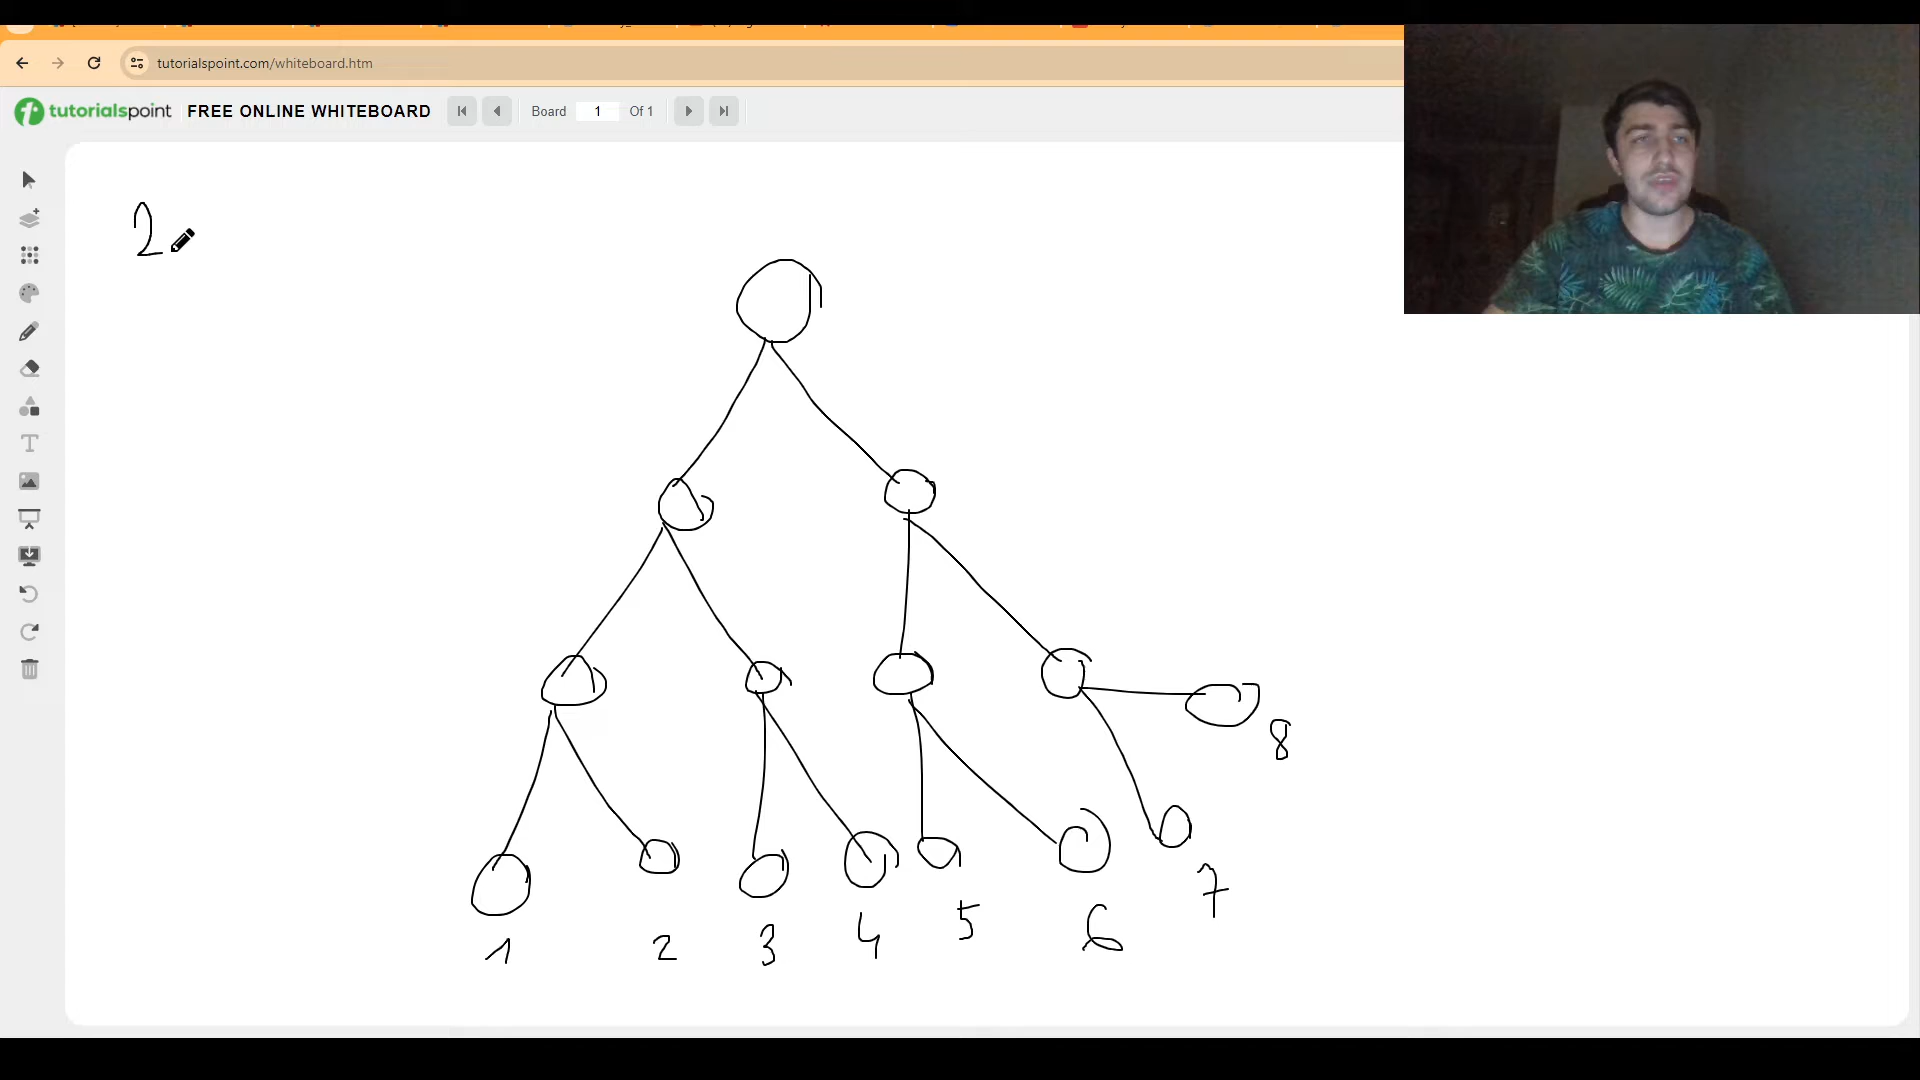 tutorialspoint.com/whiteboard.htm
tutorialspoint FREE ONLINE WHITEBOARD Board 1 Of 1
2
8
7
1 2 3 4 5 6